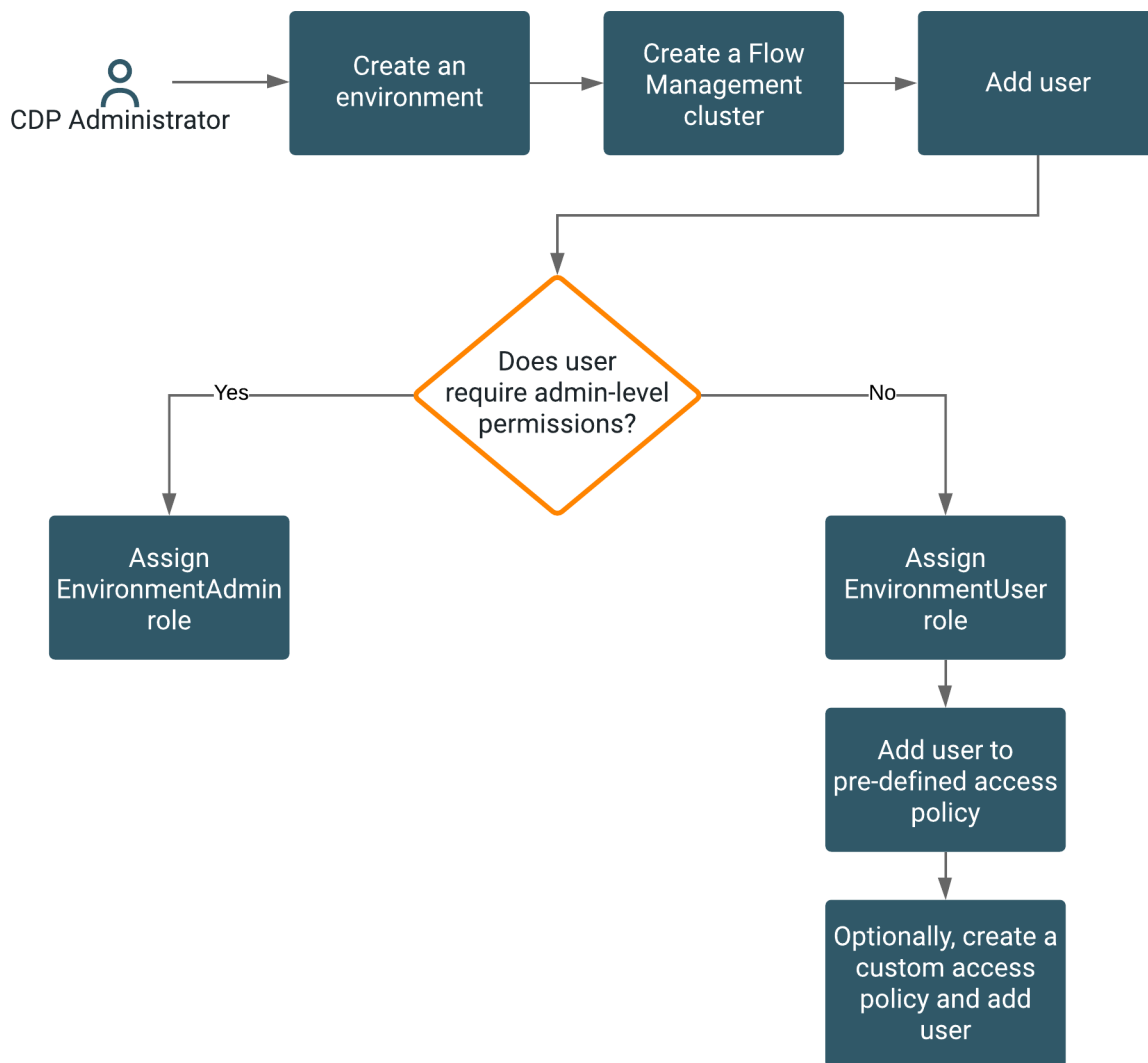 CDP Administrator
Create an
environment
Create a Flow
Management
cluster
Add user
Does user
require admin-level
permissions?
Yes
No
Assign
EnvironmentAdmin
role
Assign
EnvironmentUser
role
Add user to
pre-defined access
policy
Optionally, create a
custom access
policy and add
user